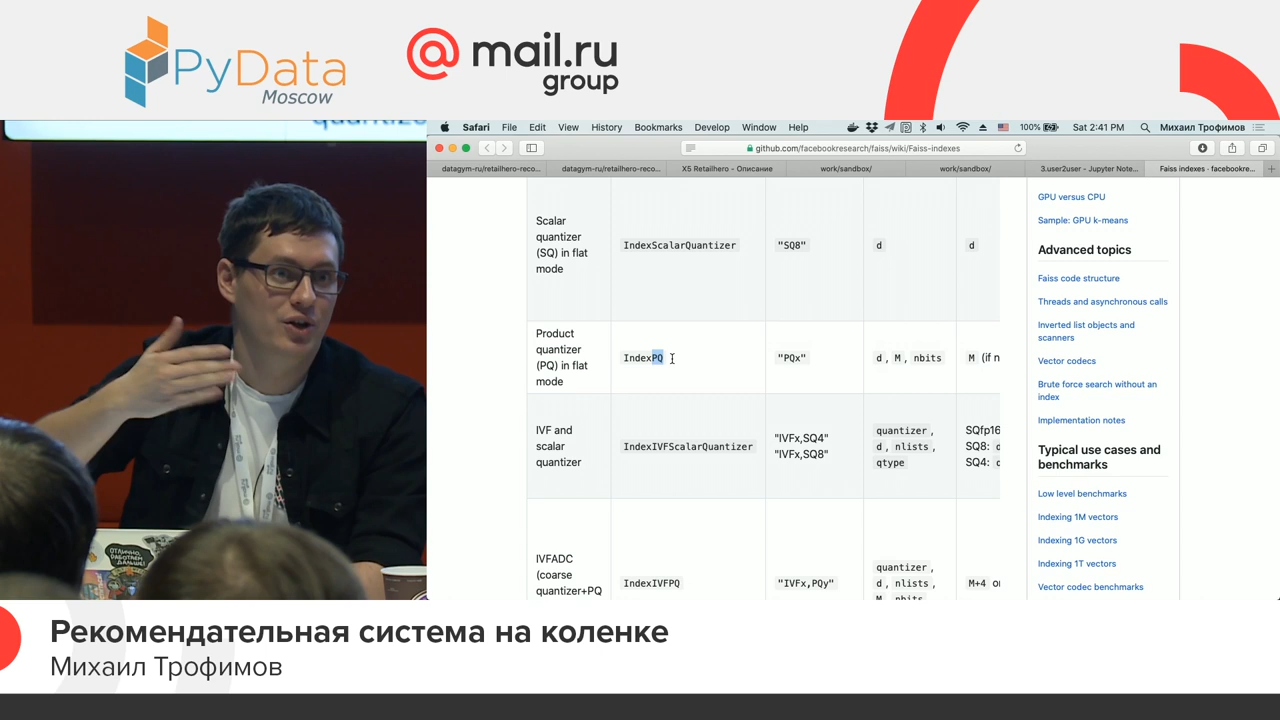 PyData
Moscow
@mail.ru
group
Safari File Edit View History Bookmarks Develop Window Help
100% Sat 2:41 PM Михаил Трофимов
github.com/facebookresearch/faiss/wiki/Faiss-indexes
datagym-ru/retailhero-reco... datagym-ru/retailhero-reco... X5 Retailhero - Описание work/sandbox/ work/sandbox/ 3.user2user - Jupyter Note... Faiss indexes · facebookre...
Scalar
quantizer
(SQ) in flat
mode
IndexScalarQuantizer
"SQ8"
d
d
Product
quantizer
(PQ) in flat
mode
IndexPQ
"PQx"
d, M, nbits
M (if n
IVF and
scalar
quantizer
IndexIVFScalarQuantizer
"IVFx,SQ4"
"IVFx,SQ8"
quantizer,
d, nlists,
qtype
SQfp16
SQ8: d
SQ4: d
IVFADC
(coarse
quantizer+PQ
IndexIVFPQ
"IVFx,PQy"
quantizer,
d, nlists,
M, nbits
M+4 or
GPU versus CPU
Sample: GPU k-means
Advanced topics
Faiss code structure
Threads and asynchronous calls
Inverted list objects and
scanners
Vector codecs
Brute force search without an
index
Implementation notes
Typical use cases and
benchmarks
Low level benchmarks
Indexing 1M vectors
Indexing 1G vectors
Indexing 1T vectors
Vector codec benchmarks
ОТЛИЧНО,
РАБОТАЕМ
ДАЛЬШЕ!
Рекомендательная система на коленке
Михаил Трофимов